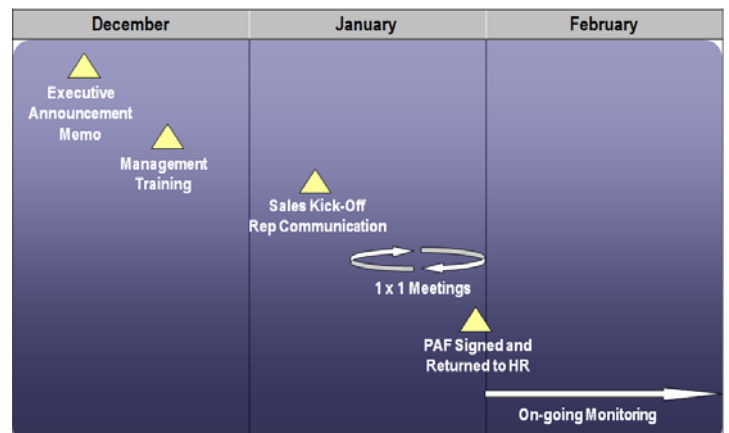 December
January
February
Executive
Announcement
Memo
Management
Training
Sales Kick-Off
Rep Communication
1 x 1 Meetings
PAF Signed and
Returned to HR
On-going Monitoring